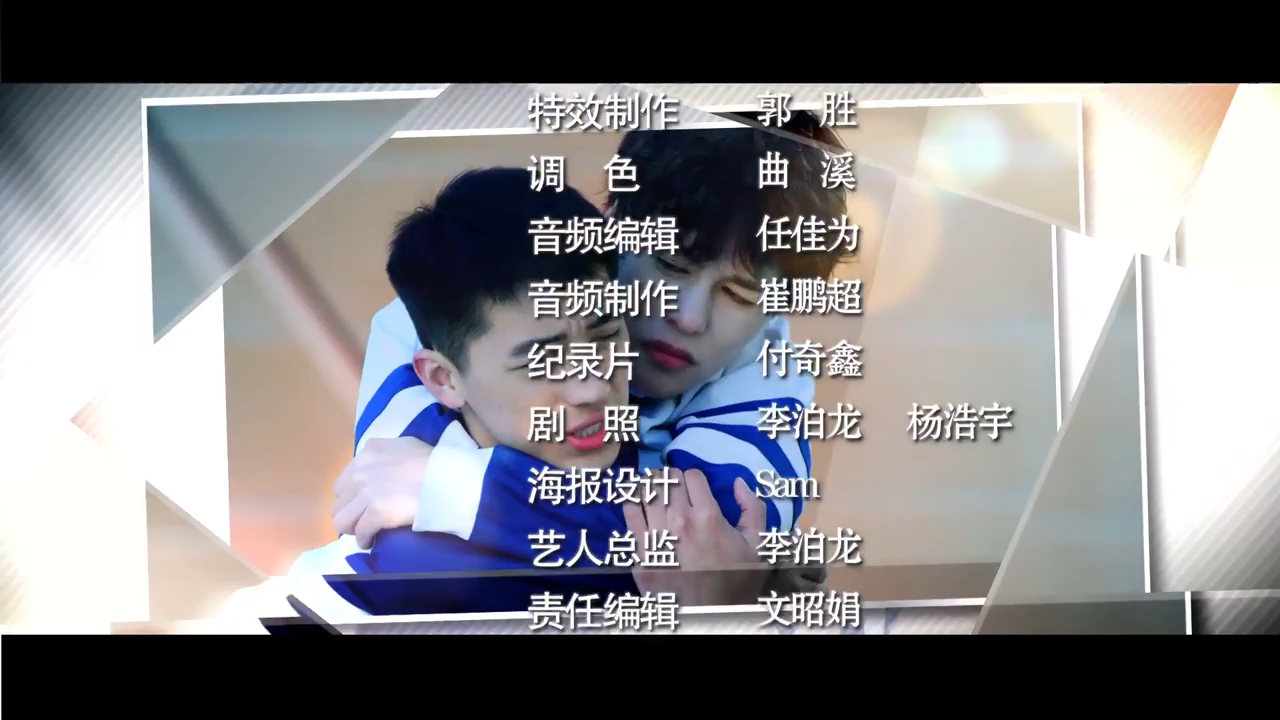 特效制作 郭 胜
调 色 曲 溪
音频编辑 任佳为
音频制作 崔鹏超
纪录片 付奇鑫
剧 照 李泊龙 杨浩宇
海报设计 Sam
艺人总监 李泊龙
责任编辑 文昭娟